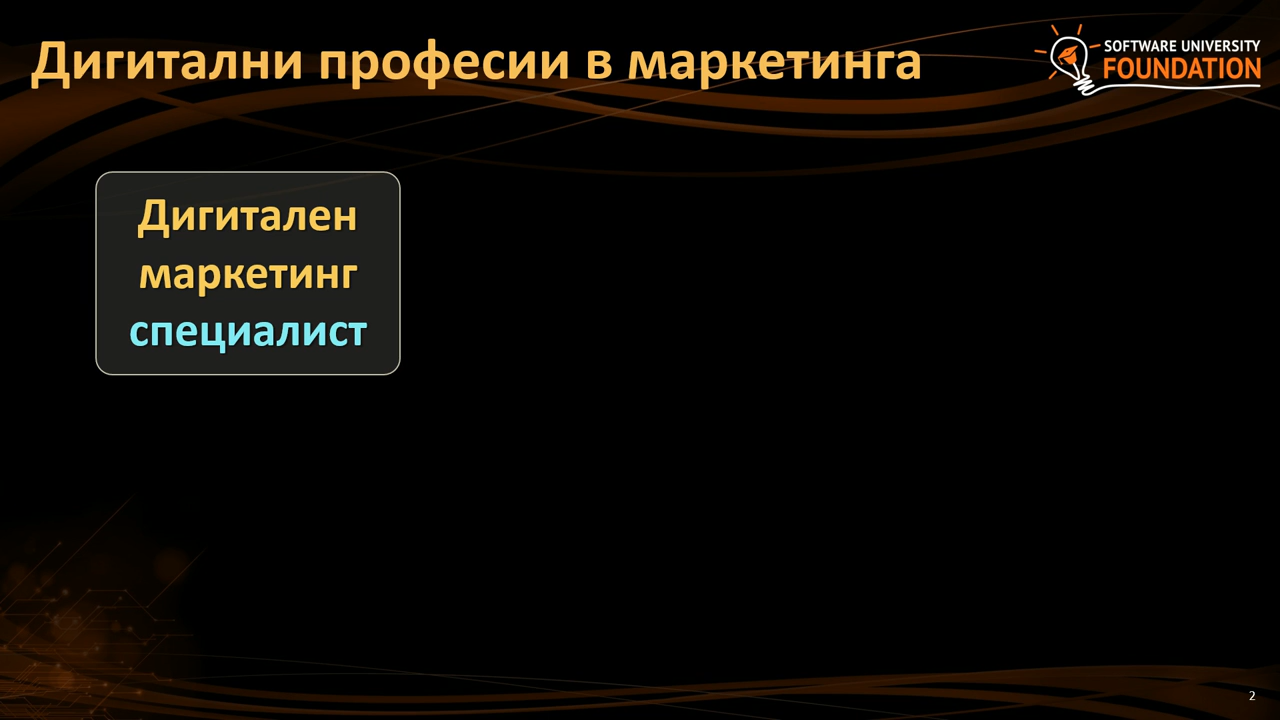 Дигитални професии в маркетинга
SOFTWARE UNIVERSITY
FOUNDATION
Дигитален
маркетинг
специалист
2